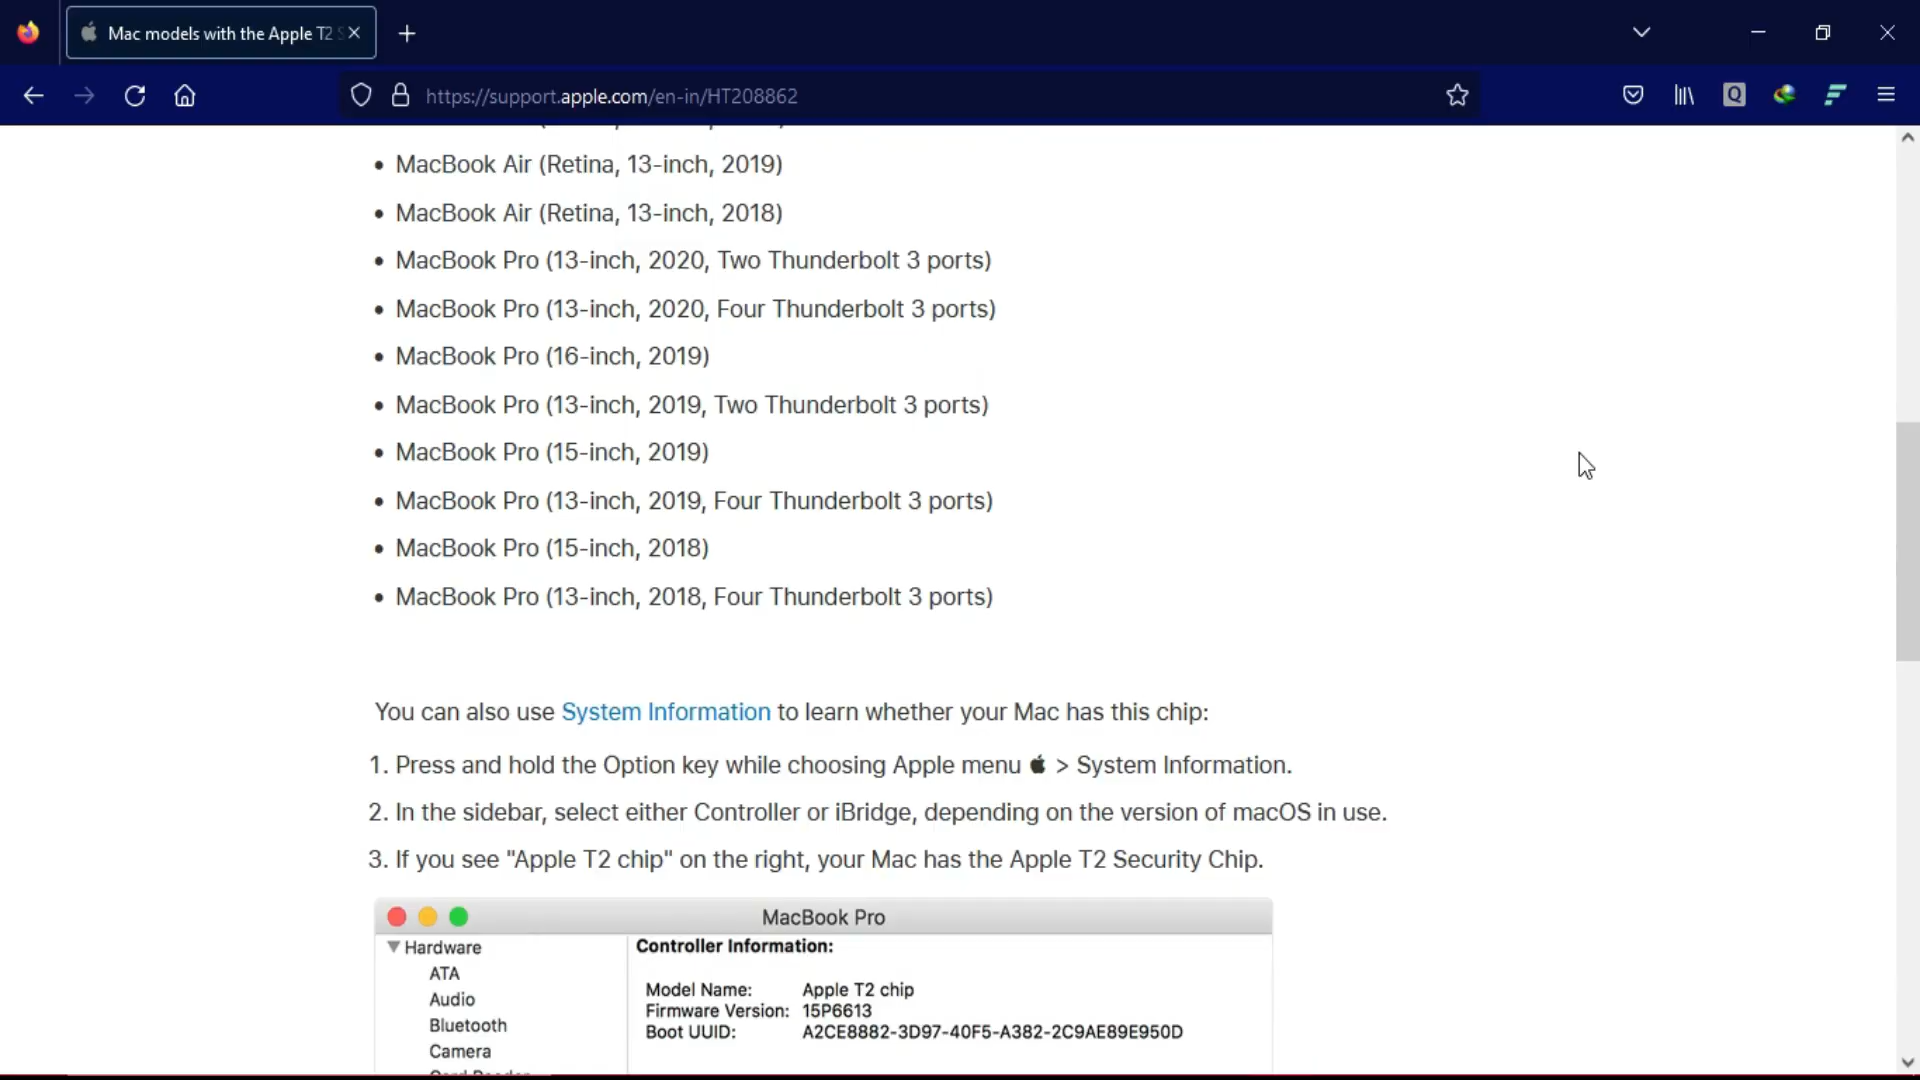 Mac models with the Apple T2 S
https://support.apple.com/en-in/HT208862
• MacBook Air (Retina, 13-inch, 2019)
• MacBook Air (Retina, 13-inch, 2018)
• MacBook Pro (13-inch, 2020, Two Thunderbolt 3 ports)
• MacBook Pro (13-inch, 2020, Four Thunderbolt 3 ports)
• MacBook Pro (16-inch, 2019)
• MacBook Pro (13-inch, 2019, Two Thunderbolt 3 ports)
• MacBook Pro (15-inch, 2019)
• MacBook Pro (13-inch, 2019, Four Thunderbolt 3 ports)
• MacBook Pro (15-inch, 2018)
• MacBook Pro (13-inch, 2018, Four Thunderbolt 3 ports)
You can also use System Information to learn whether your Mac has this chip:
1. Press and hold the Option key while choosing Apple menu  > System Information.
2. In the sidebar, select either Controller or iBridge, depending on the version of macOS in use.
3. If you see "Apple T2 chip" on the right, your Mac has the Apple T2 Security Chip.
MacBook Pro
Hardware
ATA
Audio
Bluetooth
Camera
Controller Information:
Model Name: Apple T2 chip
Firmware Version: 15P6613
Boot UUID: A2CE8882-3D97-40F5-A382-2C9AE89E950D